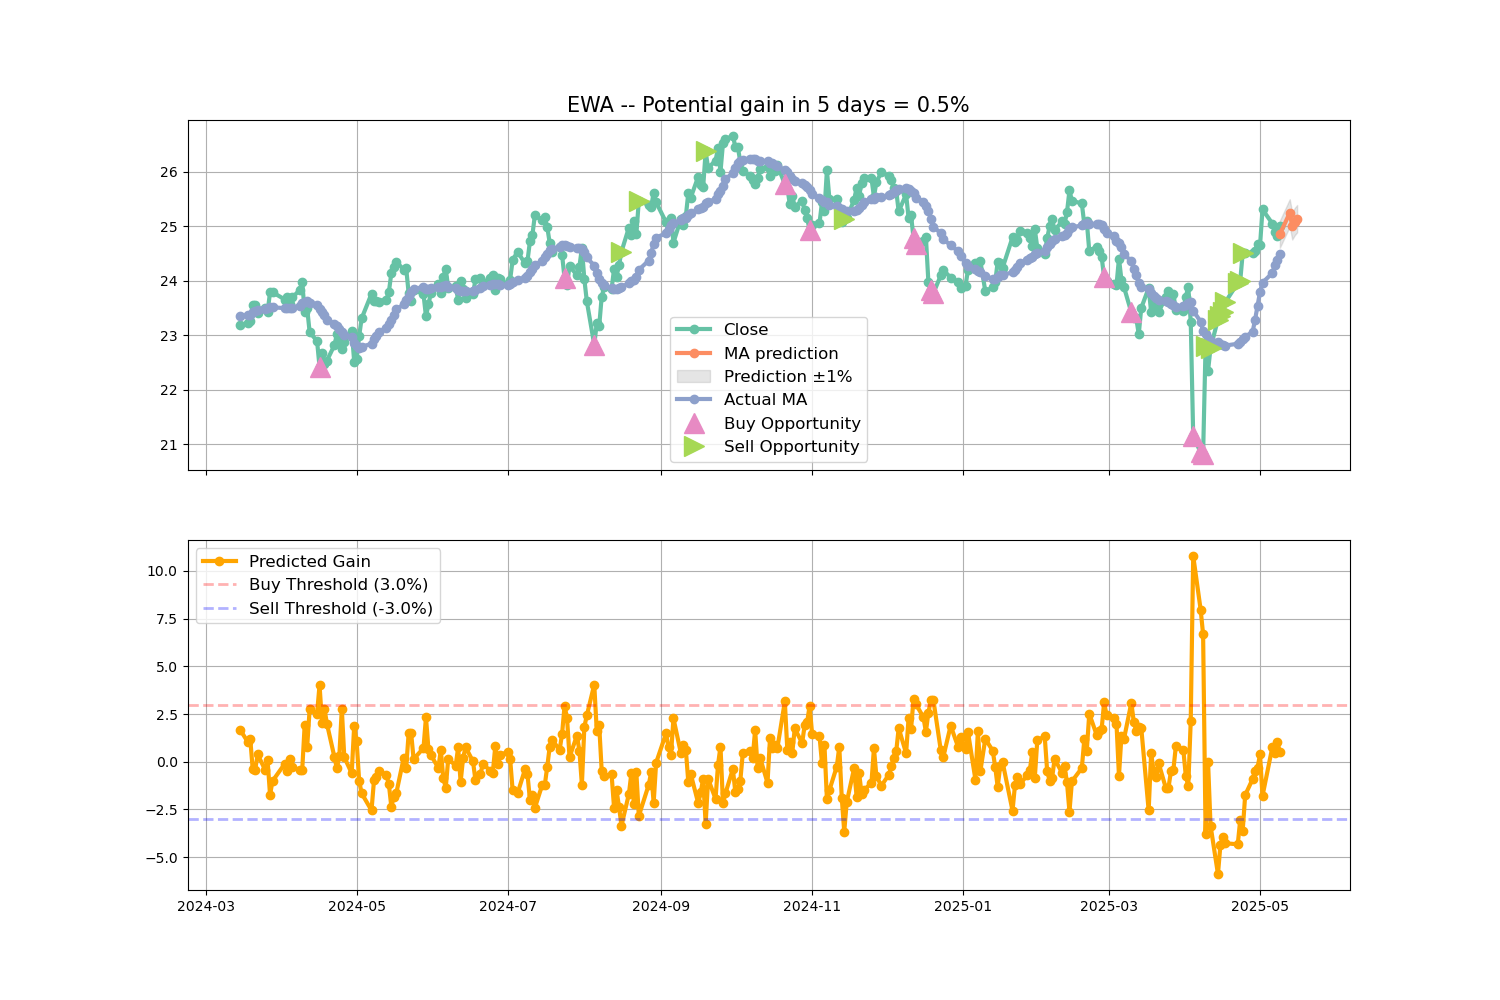 EWA -- Potential gain in 5 days = 0.5%
26
25
24
23
22
21
Close
MA prediction
Prediction ±1%
Actual MA
Buy Opportunity
Sell Opportunity
10.0
7.5
5.0
2.5
0.0
−2.5
−5.0
Predicted Gain
Buy Threshold (3.0%)
Sell Threshold (-3.0%)
2024-03 2024-05 2024-07 2024-09 2024-11 2025-01 2025-03 2025-05